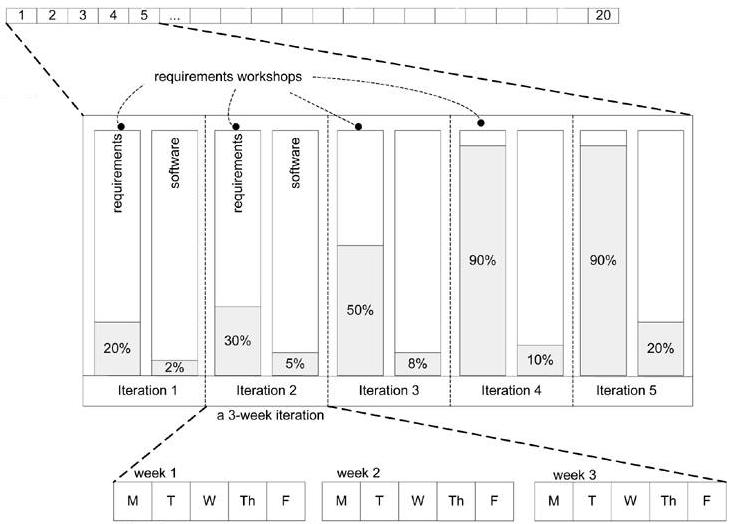 1 2 3 4 5 ... 20
requirements workshops
requirements software requirements software
90% 90%
50%
20% 2% 30% 5% 8% 10% 20%
Iteration 1 Iteration 2 Iteration 3 Iteration 4 Iteration 5
a 3-week iteration
week 1 week 2 week 3
M T W Th F M T W Th F M T W Th F